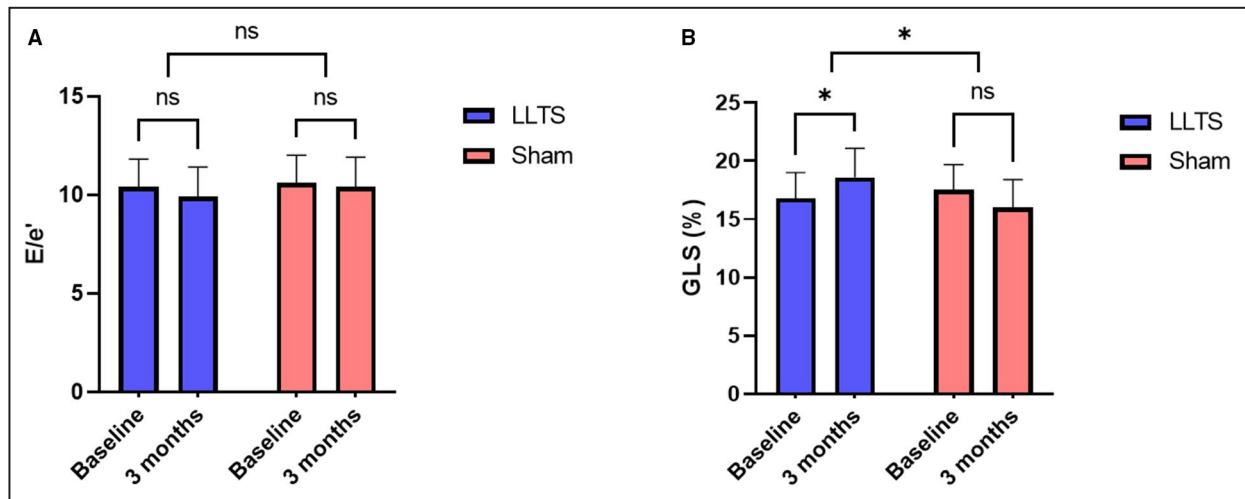 A
ns
ns
ns
15
10
5
0
E/e'
Baseline
3 months
Baseline
3 months
LLTS
Sham
B
*
*
ns
25
20
15
10
5
0
GLS (%)
Baseline
3 months
Baseline
3 months
LLTS
Sham